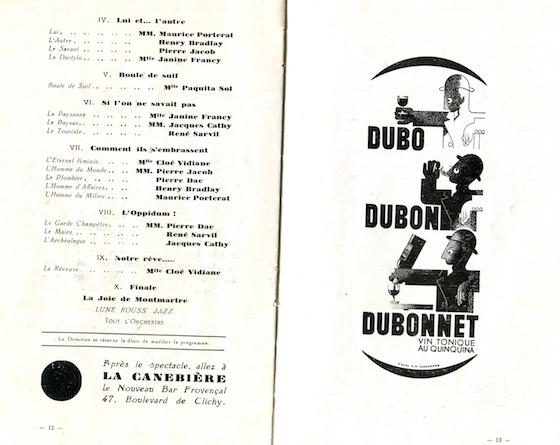 IV. Lui et... l'autre
Lui .. .. .. .. .. .. MM. Maurice Porterat
L'Autre .. .. .. .. .. Henry Bradlay
Le Savant .. .. .. .. .. Pierre Jacob
La Dactylo .. .. .. .. Mlle Janine Francy
V. Boule de suif
Boule de Suif .. .. .. .. Mlle Paquita Sol
VI. Si l'on ne savait pas
La Paysanne .. .. .. .. Mlle Janine Francy
Le Paysan .. .. .. .. MM. Jacques Cathy
Le Touriste .. .. .. .. René Sarvil
VII. Comment ils s'embrassent
L'Eternel féminin .. .. .. Mlle Cloé Vidiane
L'Homme du Monde .. .. MM. Pierre Jacob
Le Plombier .. .. .. .. Pierre Dac
L'Homme d'Affaires .. .. .. Henry Bradlay
L'Homme du Milieu .. .. .. Maurice Porterat
VIII. L'Oppidum !
Le Garde Champêtre .. .. .. MM. Pierre Dac
Le Maire .. .. .. .. .. René Sarvil
L'Archéologue .. .. .. .. Jacques Cathy
IX. Notre rêve.....
La Rêveuse .. .. .. .. .. Mlle Cloé Vidiane
X. Finale
La Joie de Montmartre
LUNE ROUSS' JAZZ
TOUT L'ORCHESTRE
La Direction se réserve le droit de modifier le programme.
Après le spectacle, allez à
LA CANEBIÈRE
Le Nouveau Bar Provençal
47, Boulevard de Clichy.
— 12 —
DUBO
DUBON
DUBONNET
VIN TONIQUE
AU QUINQUINA
— 13 —